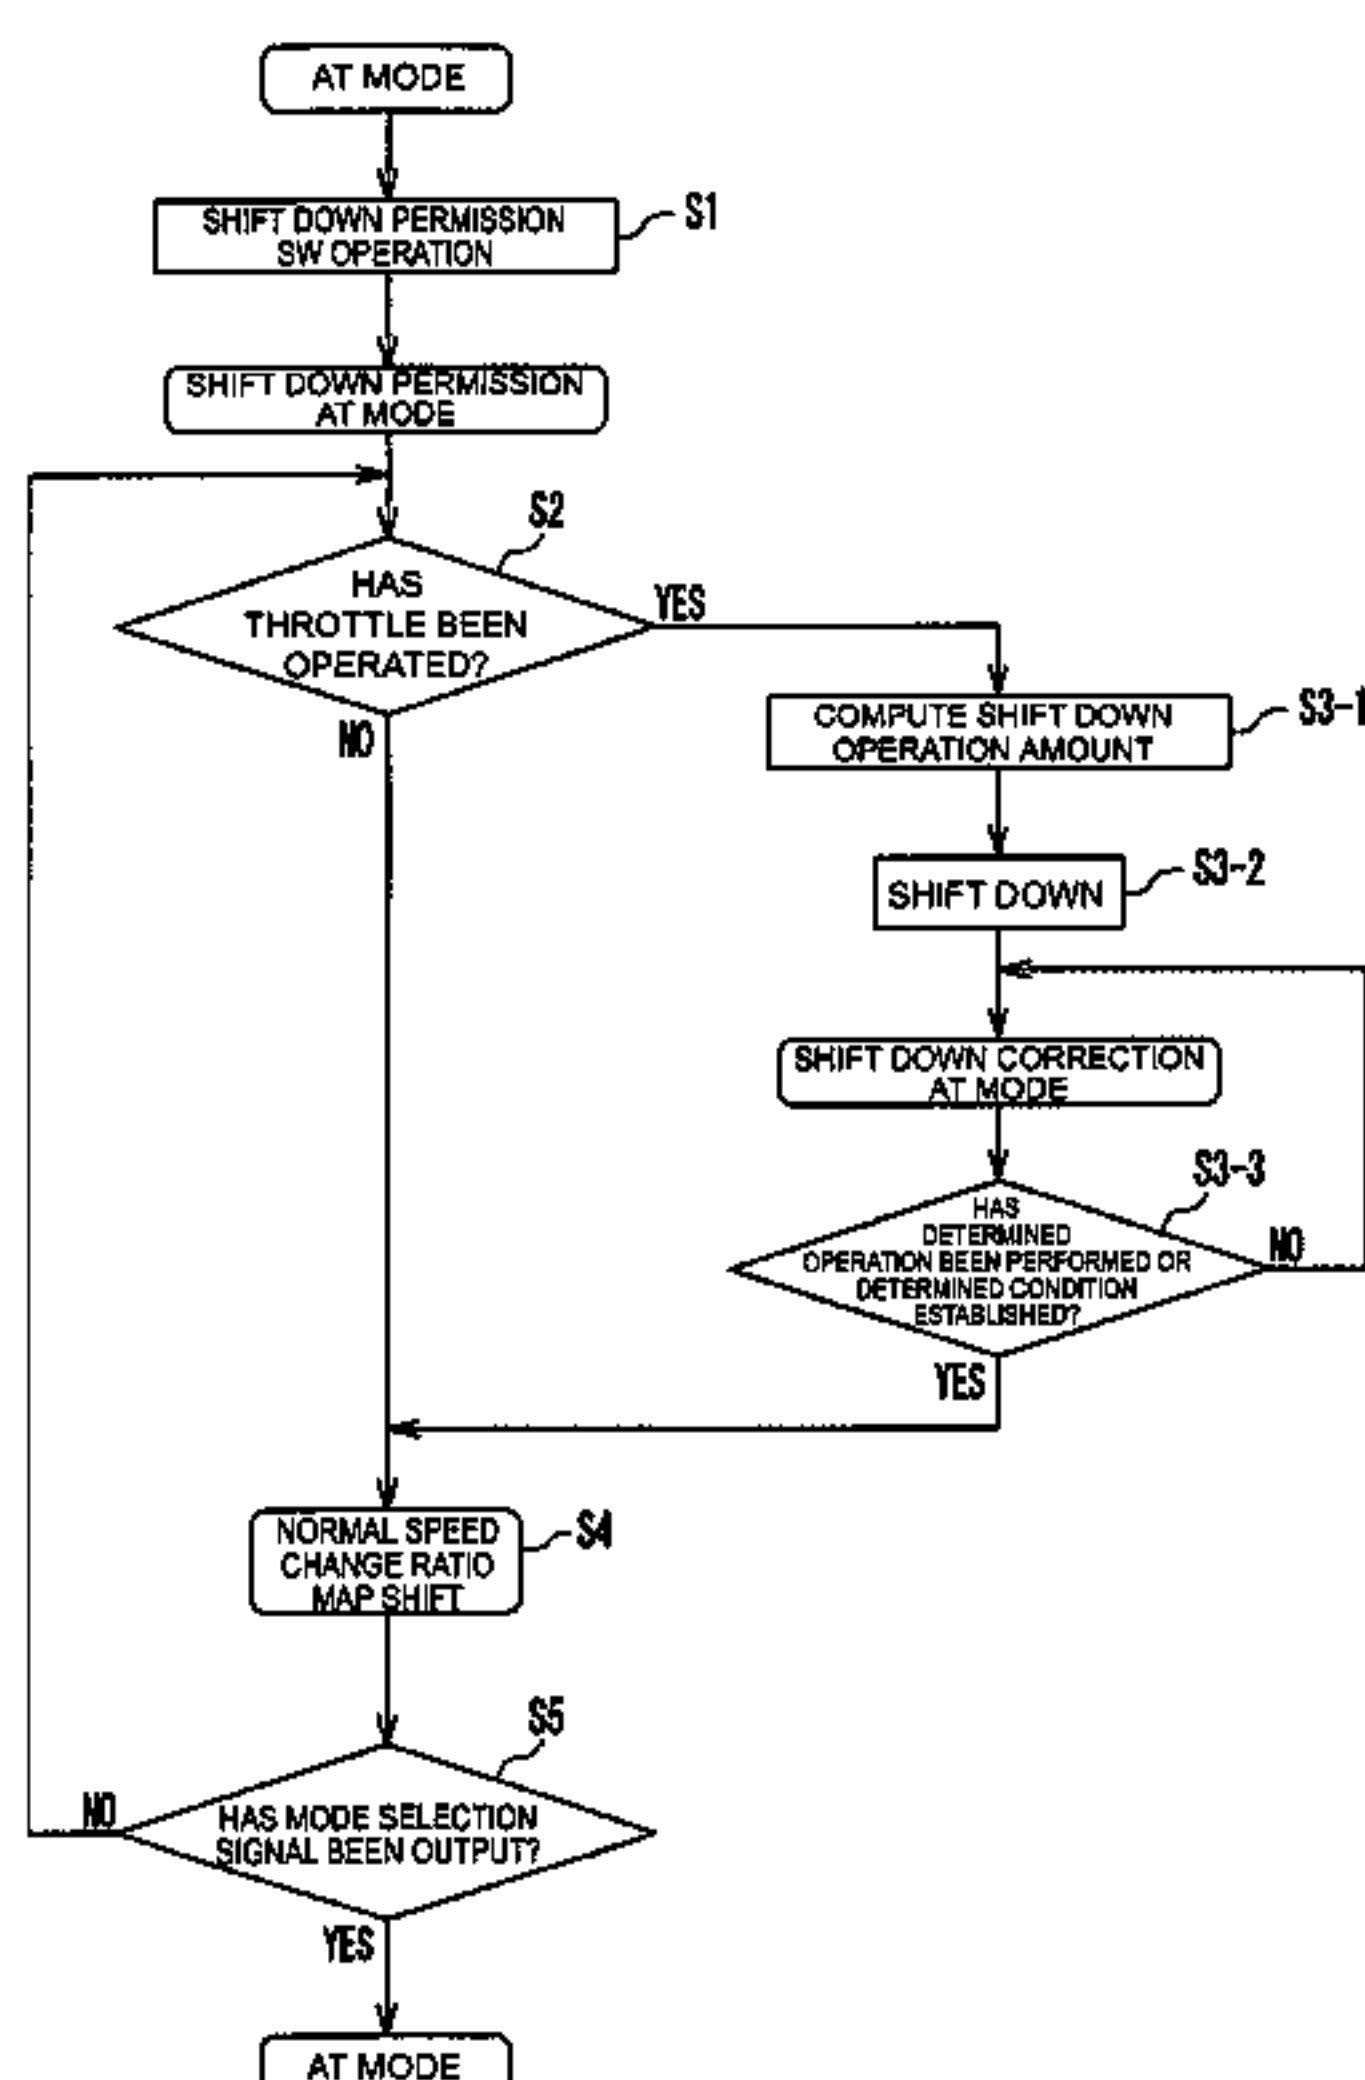 AT MODE
SHIFT DOWN PERMISSION
SW OPERATION
S1
SHIFT DOWN PERMISSION
AT MODE
S2
HAS
THROTTLE BEEN
OPERATED?
YES
NO
COMPUTE SHIFT DOWN
OPERATION AMOUNT
S3-1
SHIFT DOWN
S3-2
SHIFT DOWN CORRECTION
AT MODE
S3-3
HAS
DETERMINED
OPERATION BEEN PERFORMED OR
DETERMINED CONDITION
ESTABLISHED?
NO
YES
NORMAL SPEED
CHANGE RATIO
MAP SHIFT
S4
S5
HAS MODE SELECTION
SIGNAL BEEN OUTPUT?
NO
YES
AT MODE